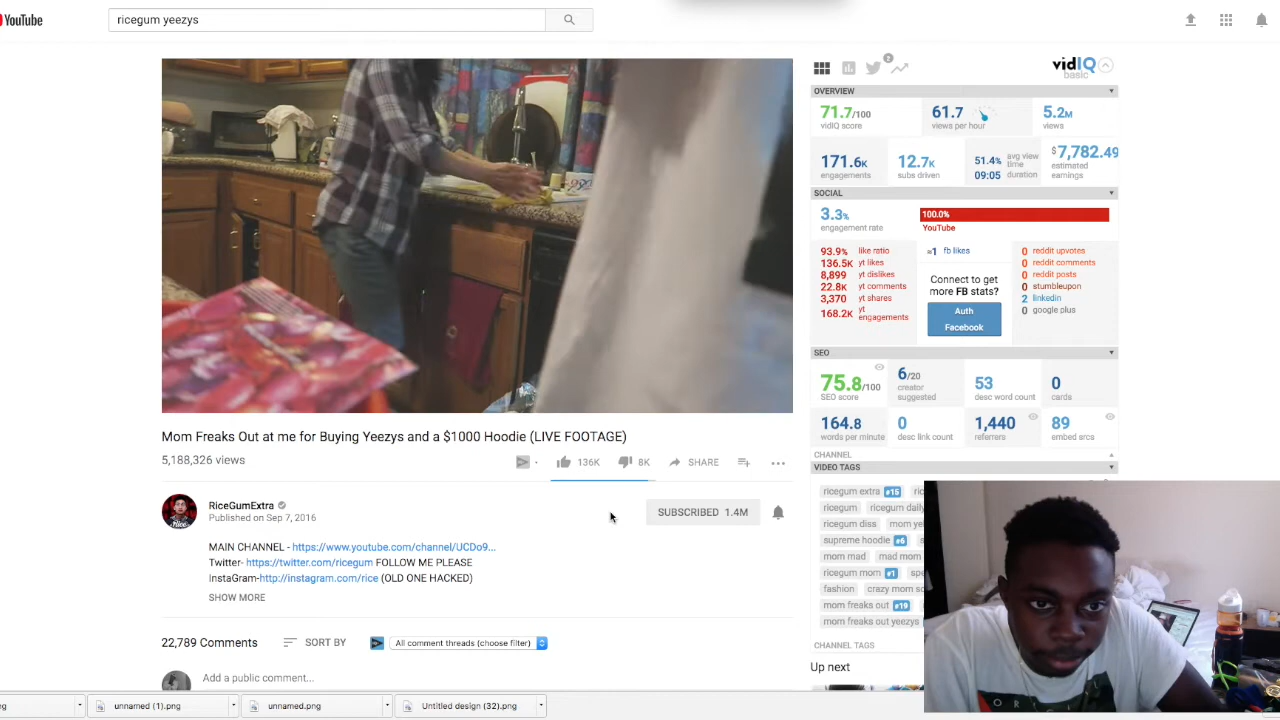 YouTube
ricegum yeezys
vidIQ
basic
2
OVERVIEW
71.7/100
vidIQ score
61.7
views per hour
5.2M
views
171.6K
engagements
12.7K
subs driven
51.4% avg view time
09:05 duration
$7,782.49
estimated earnings
SOCIAL
3.3%
engagement rate
100.0%
YouTube
93.9% like ratio
136.5K yt likes
8,899 yt dislikes
22.8K yt comments
3,370 yt shares
168.2K yt engagements
≈1 fb likes
Connect to get
more FB stats?
Auth
Facebook
0 reddit upvotes
0 reddit comments
0 reddit posts
0 stumbleupon
2 linkedin
0 google plus
SEO
75.8/100
SEO score
6/20
creator
suggested
53
desc word count
0
cards
164.8
words per minute
0
desc link count
1,440
referrers
89
embed srcs
CHANNEL
VIDEO TAGS
ricegum extra #15
ricegum ricegum daily
ricegum diss
supreme hoodie #6
mom mad mad mom
ricegum mom #1
fashion crazy mom
mom freaks out #19
mom freaks out yeezys
CHANNEL TAGS
Up next
Mom Freaks Out at me for Buying Yeezys and a $1000 Hoodie (LIVE FOOTAGE)
5,188,326 views
136K
8K
SHARE
RiceGumExtra
Published on Sep 7, 2016
SUBSCRIBED 1.4M
MAIN CHANNEL - https://www.youtube.com/channel/UCDo9...
Twitter- https://twitter.com/ricegum FOLLOW ME PLEASE
InstaGram-http://instagram.com/rice (OLD ONE HACKED)
SHOW MORE
22,789 Comments
SORT BY
All comment threads (choose filter)
Add a public comment...
unnamed (1).png
unnamed.png
Untitled design (32).png